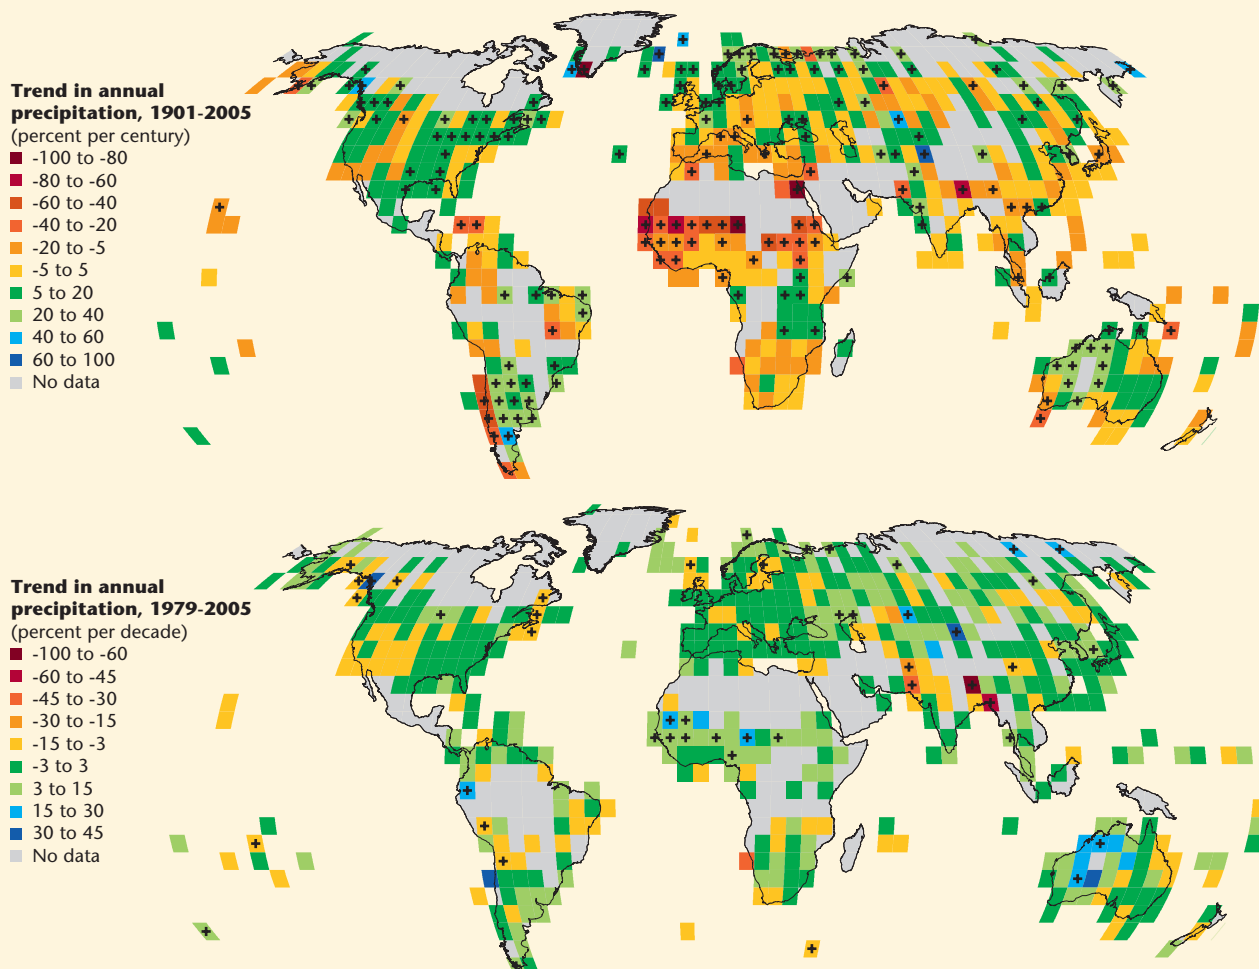 Trend in annual
precipitation, 1901-2005
(percent per century)
-100 to -80
-80 to -60
-60 to -40
-40 to -20
-20 to -5
-5 to 5
5 to 20
20 to 40
40 to 60
60 to 100
No data
Trend in annual
precipitation, 1979-2005
(percent per decade)
-100 to -60
-60 to -45
-45 to -30
-30 to -15
-15 to -3
-3 to 3
3 to 15
15 to 30
30 to 45
No data